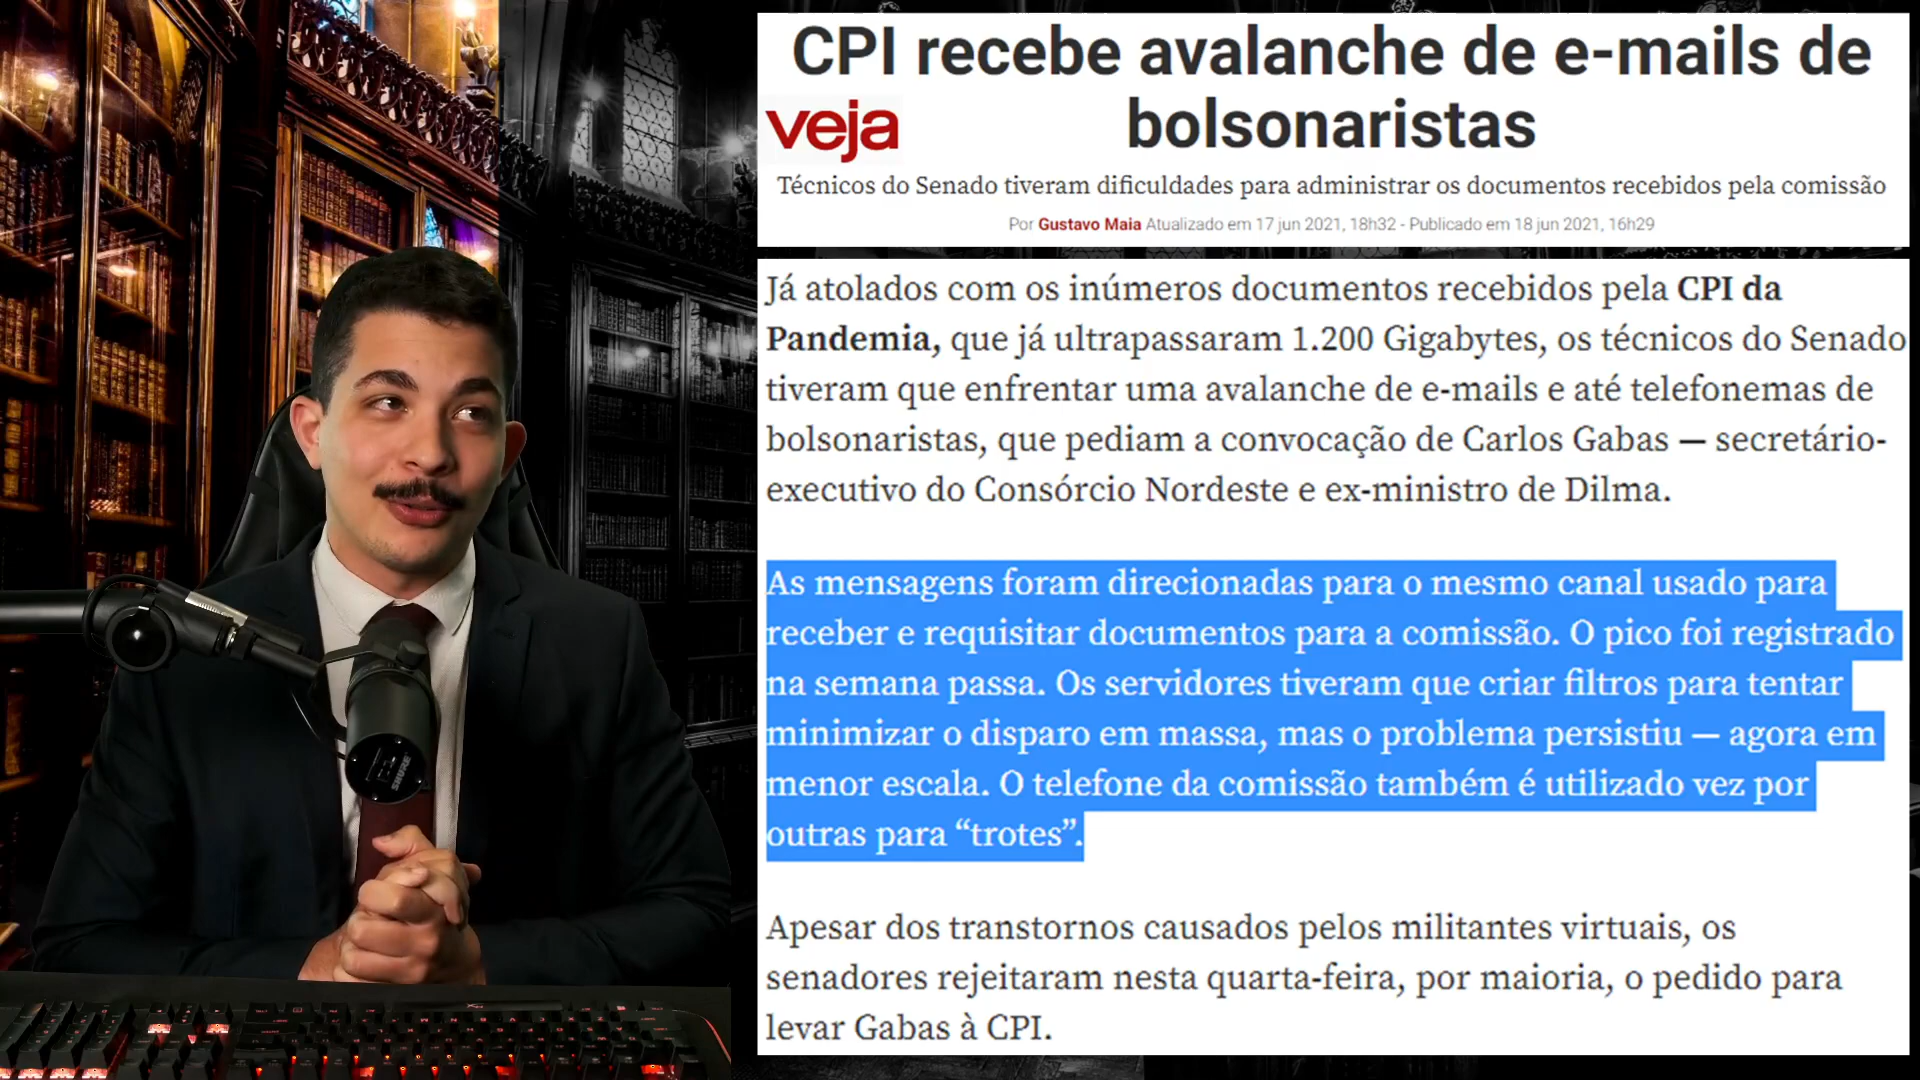 CPI recebe avalanche de e-mails de
bolsonaristas
veja
Técnicos do Senado tiveram dificuldades para administrar os documentos recebidos pela comissão
Por Gustavo Maia Atualizado em 17 jun 2021, 18h32 - Publicado em 18 jun 2021, 16h29
Já atolados com os inúmeros documentos recebidos pela CPI da
Pandemia, que já ultrapassaram 1.200 Gigabytes, os técnicos do Senado
tiveram que enfrentar uma avalanche de e-mails e até telefonemas de
bolsonaristas, que pediam a convocação de Carlos Gabas — secretário-
executivo do Consórcio Nordeste e ex-ministro de Dilma.
As mensagens foram direcionadas para o mesmo canal usado para
receber e requisitar documentos para a comissão. O pico foi registrado
na semana passa. Os servidores tiveram que criar filtros para tentar
minimizar o disparo em massa, mas o problema persistiu — agora em
menor escala. O telefone da comissão também é utilizado vez por
outras para “trotes”.
Apesar dos transtornos causados pelos militantes virtuais, os
senadores rejeitaram nesta quarta-feira, por maioria, o pedido para
levar Gabas à CPI.
SHURE